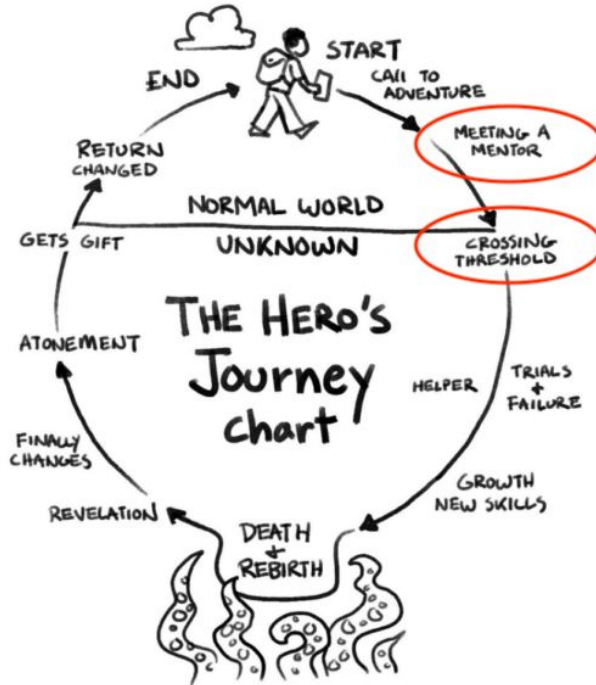 START
CALL TO
ADVENTURE
MEETING A
MENTOR
CROSSING
THRESHOLD
HELPER
TRIALS
+
FAILURE
GROWTH
NEW SKILLS
DEATH
+
REBIRTH
REVELATION
FINALLY
CHANGES
ATONEMENT
GETS GIFT
RETURN
CHANGED
END
NORMAL WORLD
UNKNOWN
THE HERO'S
Journey
chart